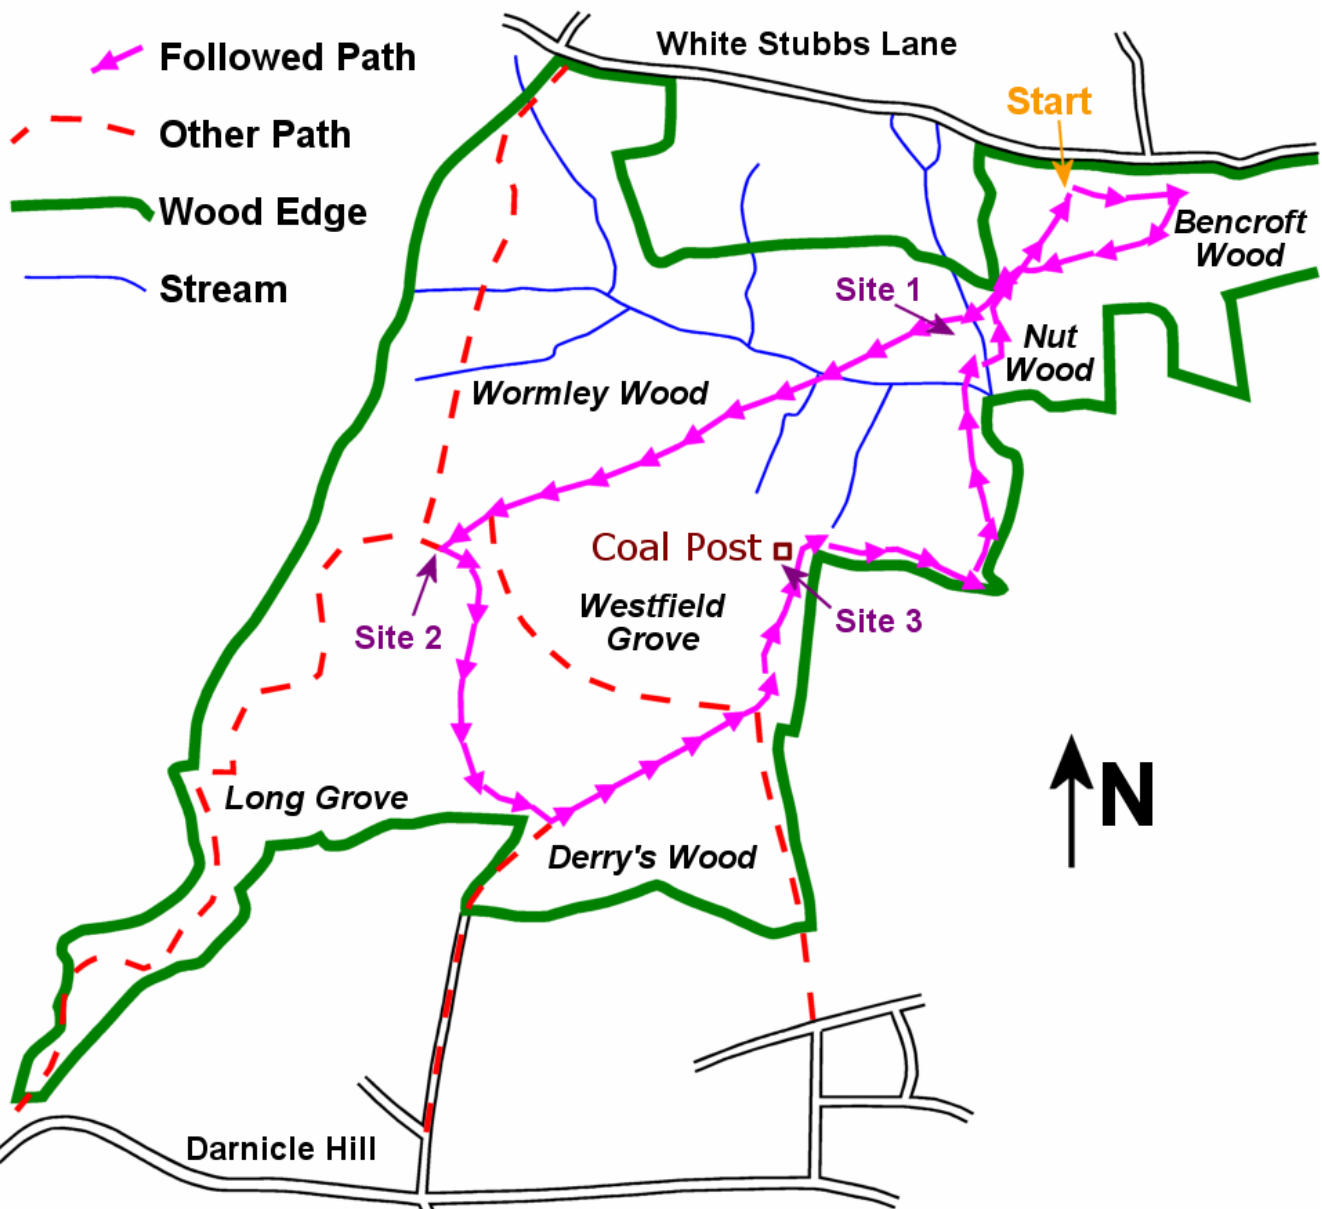 White Stubbs Lane
Followed Path
Start
Other Path
Wood Edge
Bencroft
Wood
Stream
Site 1
Nut
Wood
Wormley Wood
Coal Post
Westfield
Grove
Site 3
Site 2
Long Grove
N
Derry's Wood
Darnicle Hill